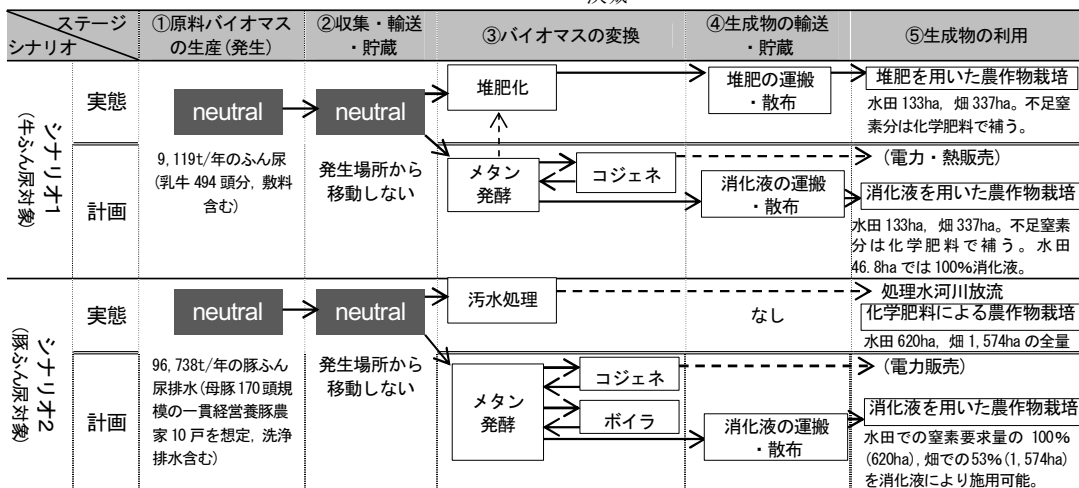 ステージ
シナリオ
①原料バイオマス
の生産(発生)
②収集・輸送
・貯蔵
③バイオマスの変換
④生成物の輸送
・貯蔵
⑤生成物の利用
シナリオ1
(牛ふん尿対象)
実態
neutral
neutral
堆肥化
堆肥の運搬
・散布
堆肥を用いた農作物栽培
水田 133ha, 畑 337ha。不足窒
素分は化学肥料で補う。
計画
9,119t/年のふん尿
(乳牛 494 頭分, 敷料
含む)
発生場所から
移動しない
メタン
発酵
コジェネ
消化液の運搬
・散布
(電力・熱販売)
消化液を用いた農作物栽培
水田 133ha, 畑 337ha。不足窒素
分は化学肥料で補う。水田
46.8ha では 100%消化液。
シナリオ2
(豚ふん尿対象)
実態
neutral
neutral
汚水処理
なし
処理水河川放流
化学肥料による農作物栽培
水田 620ha, 畑 1,574ha の全量
計画
96,738t/年の豚ふん
尿排水(母豚 170 頭規
模の一貫経営養豚農
家 10 戸を想定, 洗浄
排水含む)
発生場所から
移動しない
メタン
発酵
コジェネ
ボイラ
消化液の運搬
・散布
(電力販売)
消化液を用いた農作物栽培
水田での窒素要求量の 100%
(620ha), 畑での53%(1,574ha)
を消化液により施用可能。